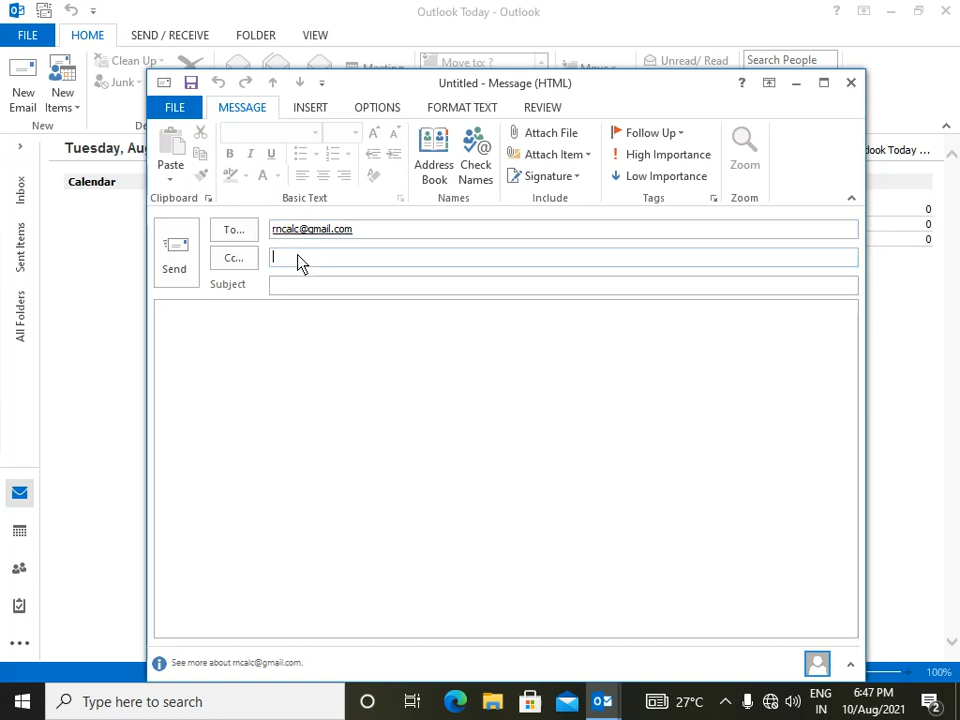 Outlook Today - Outlook
FILE
HOME
SEND / RECEIVE
FOLDER
VIEW
New Email
New Items
New
Clean Up
Junk
Meeting
Move to: ?
Move
Unread/ Read
Search People
Tuesday, Aug
Outlook Today ...
Calendar
0
0
0
Inbox
Sent Items
All Folders
Untitled - Message (HTML)
FILE
MESSAGE
INSERT
OPTIONS
FORMAT TEXT
REVIEW
Paste
Clipboard
B I U
A
Basic Text
Address Book
Check Names
Names
Attach File
Attach Item
Signature
Include
Follow Up
High Importance
Low Importance
Tags
Zoom
Zoom
Send
To...
rncalc@gmail.com
Cc...
Subject
See more about rncalc@gmail.com.
100%
Type here to search
27°C
ENG
IN
6:47 PM
10/Aug/2021
2